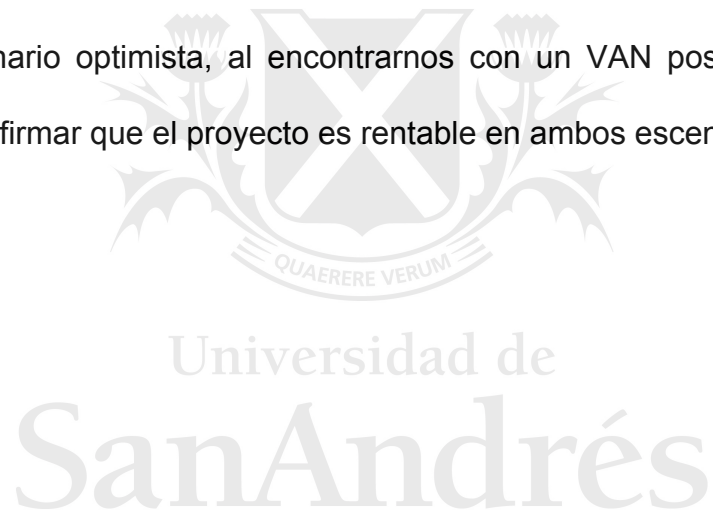 nario optimista, al encontrarnos con un VAN pos
firmar que el proyecto es rentable en ambos escen
QUAERERE VERUM
Universidad de
SanAndrés